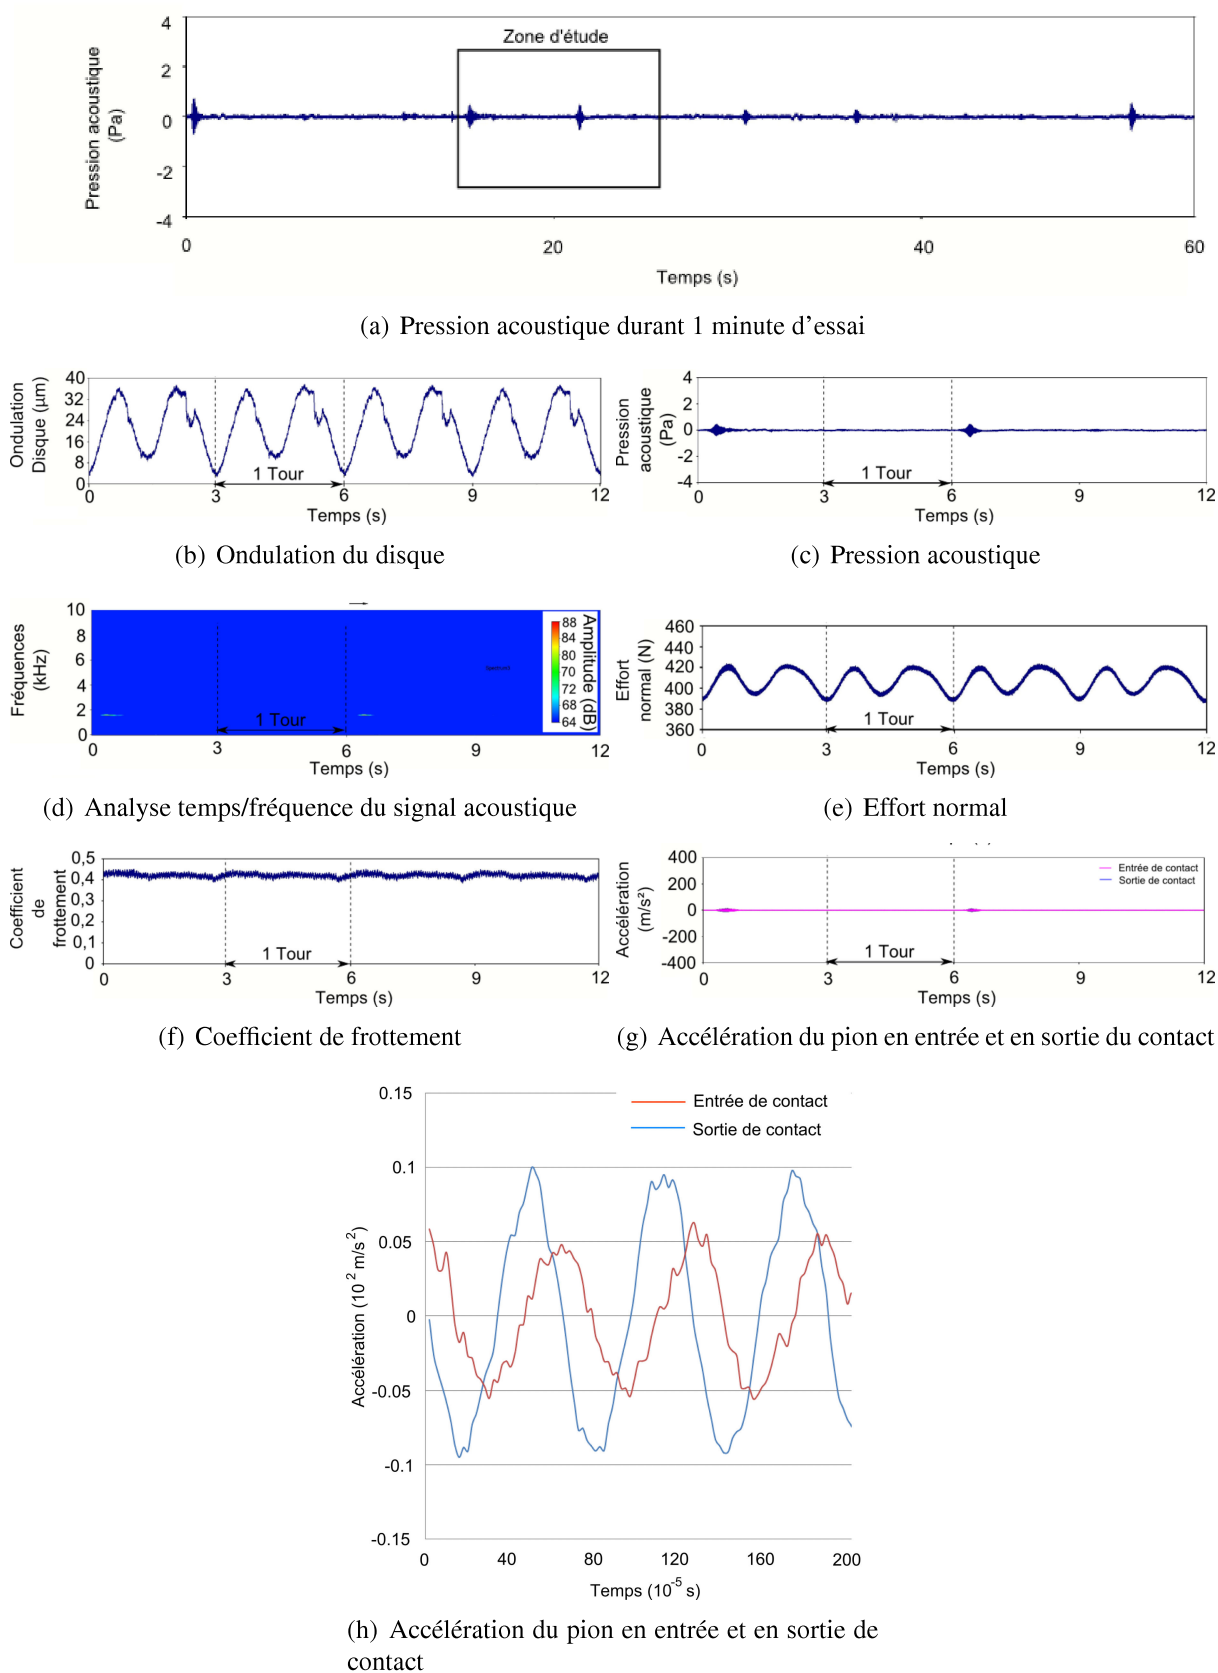 4
2
0
-2
-4
Pression acoustique
(Pa)
Zone d'étude
0 20 40 60
Temps (s)
(a) Pression acoustique durant 1 minute d'essai
40
32
24
16
8
0
Ondulation
Disque (µm)
1 Tour
0 3 6 9 12
Temps (s)
(b) Ondulation du disque
4
2
0
-2
-4
Pression
acoustique
(Pa)
1 Tour
0 3 6 9 12
Temps (s)
(c) Pression acoustique
10
8
6
4
2
0
Fréquences
(kHz)
88
84
80
76
72
68
64
Amplitude (dB)
1 Tour
0 3 6 9 12
Temps (s)
(d) Analyse temps/fréquence du signal acoustique
460
440
420
400
380
360
Effort
normal (N)
1 Tour
0 3 6 9 12
Temps (s)
(e) Effort normal
0,5
0,4
0,3
0,2
0,1
0
Coefficient
de
frottement
1 Tour
0 3 6 9 12
Temps (s)
(f) Coefficient de frottement
400
200
0
-200
-400
Accélération
(m/s²)
Entrée de contact
Sortie de contact
1 Tour
0 3 6 9 12
Temps (s)
(g) Accélération du pion en entrée et en sortie du contact
0.15
0.1
0.05
0
-0.05
-0.1
-0.15
Accélération (10² m/s²)
Entrée de contact
Sortie de contact
0 40 80 120 160 200
Temps (10⁻⁵ s)
(h) Accélération du pion en entrée et en sortie de
contact